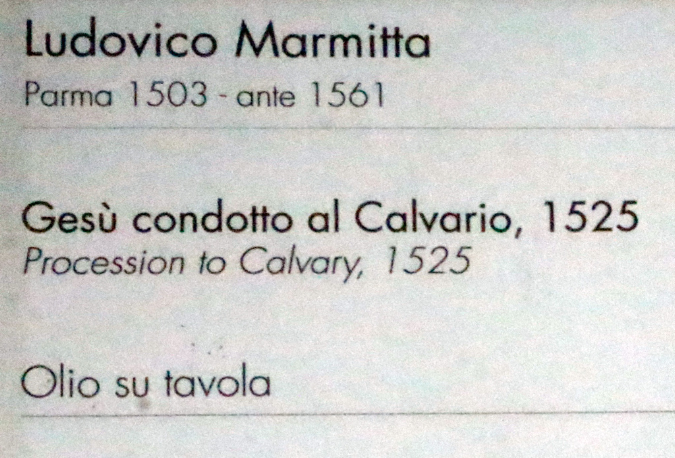 Ludovico Marmitta
Parma 1503 - ante 1561
Gesù condotto al Calvario, 1525
Procession to Calvary, 1525
Olio su tavola